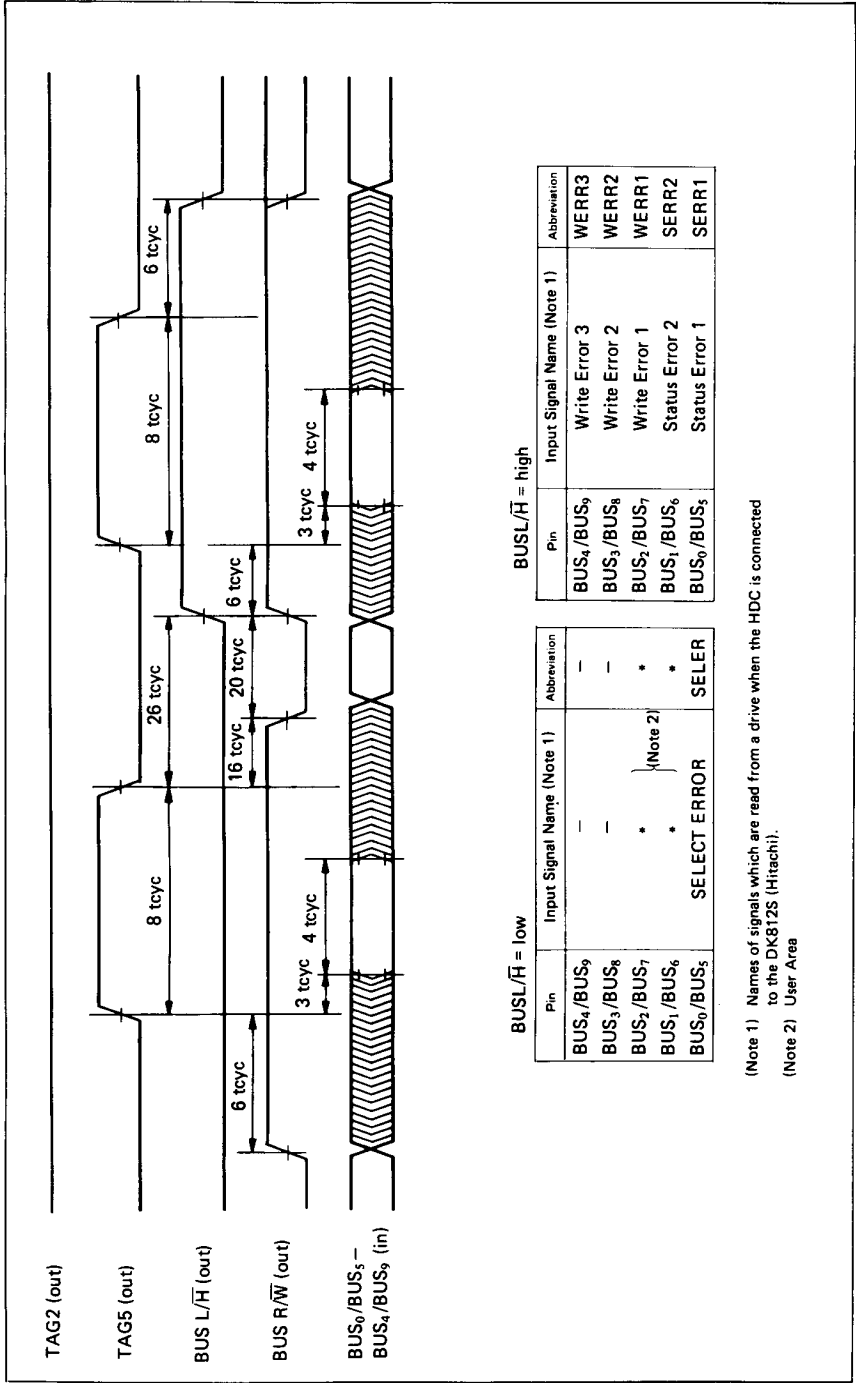 TAG2 (out)
TAG5 (out)
8 tcyc
26 tcyc
8 tcyc
6 tcyc
BUS L/H̅ (out)
6 tcyc
16 tcyc
20 tcyc
6 tcyc
BUS R/W̅ (out)
3 tcyc
4 tcyc
3 tcyc
4 tcyc
BUS₀/BUS₅ –
BUS₄/BUS₉ (in)
BUSL/H̅ = low
Pin Input Signal Name (Note 1) Abbreviation
BUS₄/BUS₉ – –
BUS₃/BUS₈ – –
BUS₂/BUS₇ * *
(Note 2)
BUS₁/BUS₆ * *
BUS₀/BUS₅ SELECT ERROR SELER
BUSL/H̅ = high
Pin Input Signal Name (Note 1) Abbreviation
BUS₄/BUS₉ Write Error 3 WERR3
BUS₃/BUS₈ Write Error 2 WERR2
BUS₂/BUS₇ Write Error 1 WERR1
BUS₁/BUS₆ Status Error 2 SERR2
BUS₀/BUS₅ Status Error 1 SERR1
(Note 1) Names of signals which are read from a drive when the HDC is connected
to the DK812S (Hitachi).
(Note 2) User Area